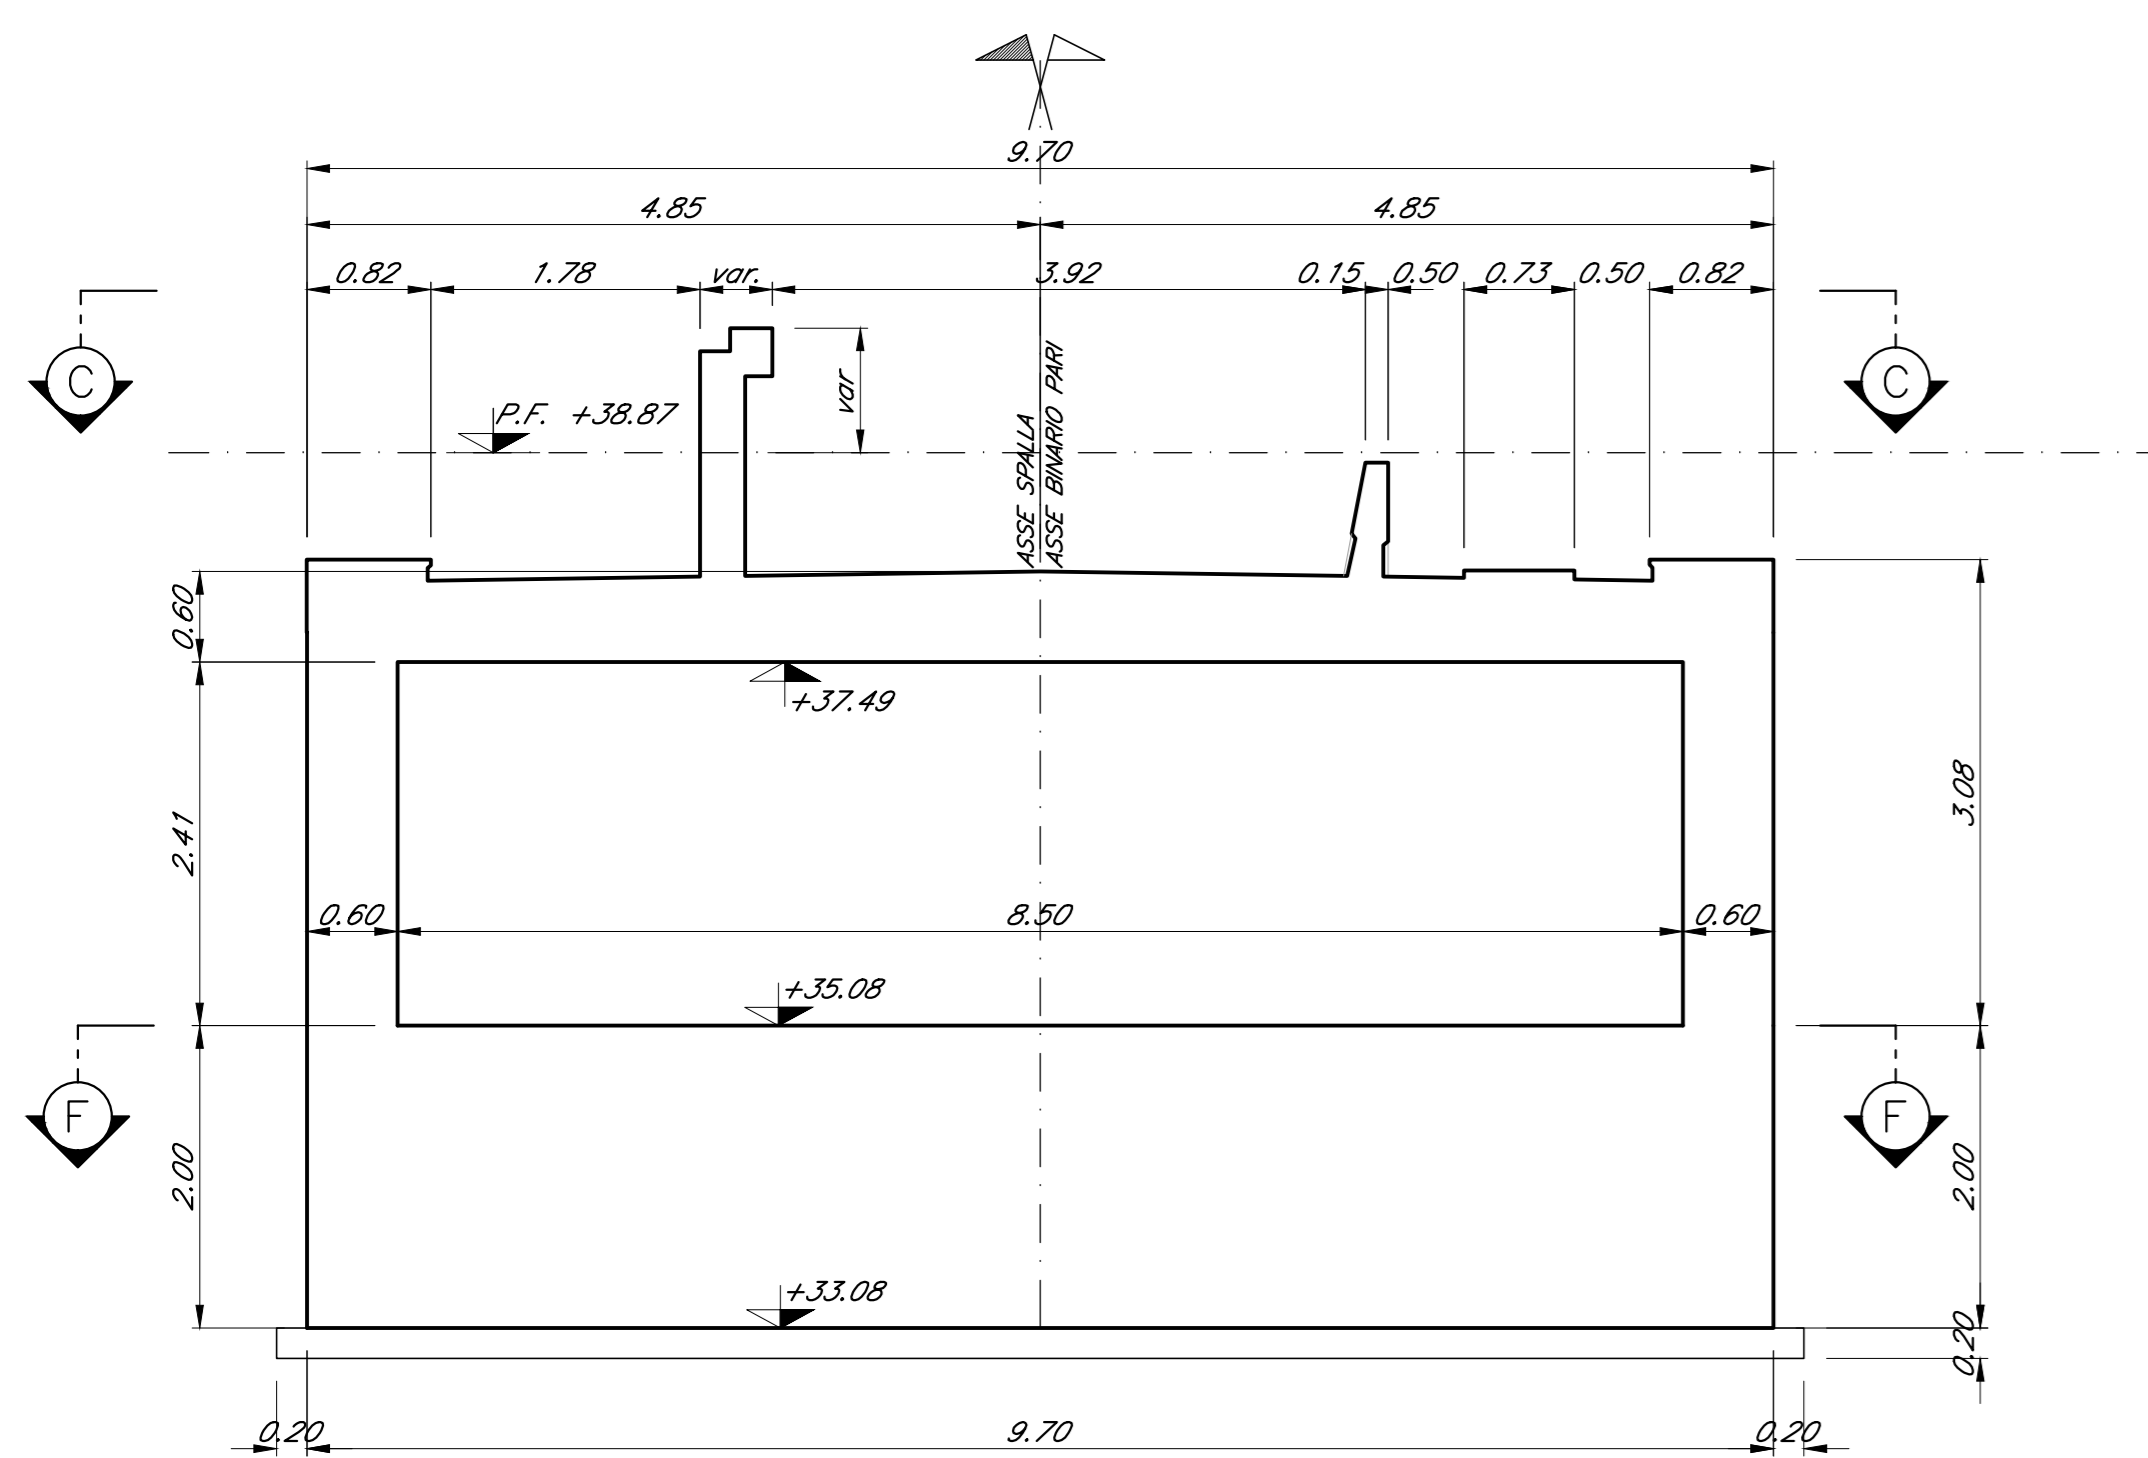 9.70
4.85 4.85
0.82 1.78 var. 3.92 0.15 0.50 0.73 0.50 0.82
C C
var
P.F. +38.87
ASSE SPALLA
ASSE BINARIO PARI
0.60
+37.49
2.41
3.08
0.60 8.50 0.60
+35.08
F F
2.00 2.00
+33.08
0.20
0.20 9.70 0.20